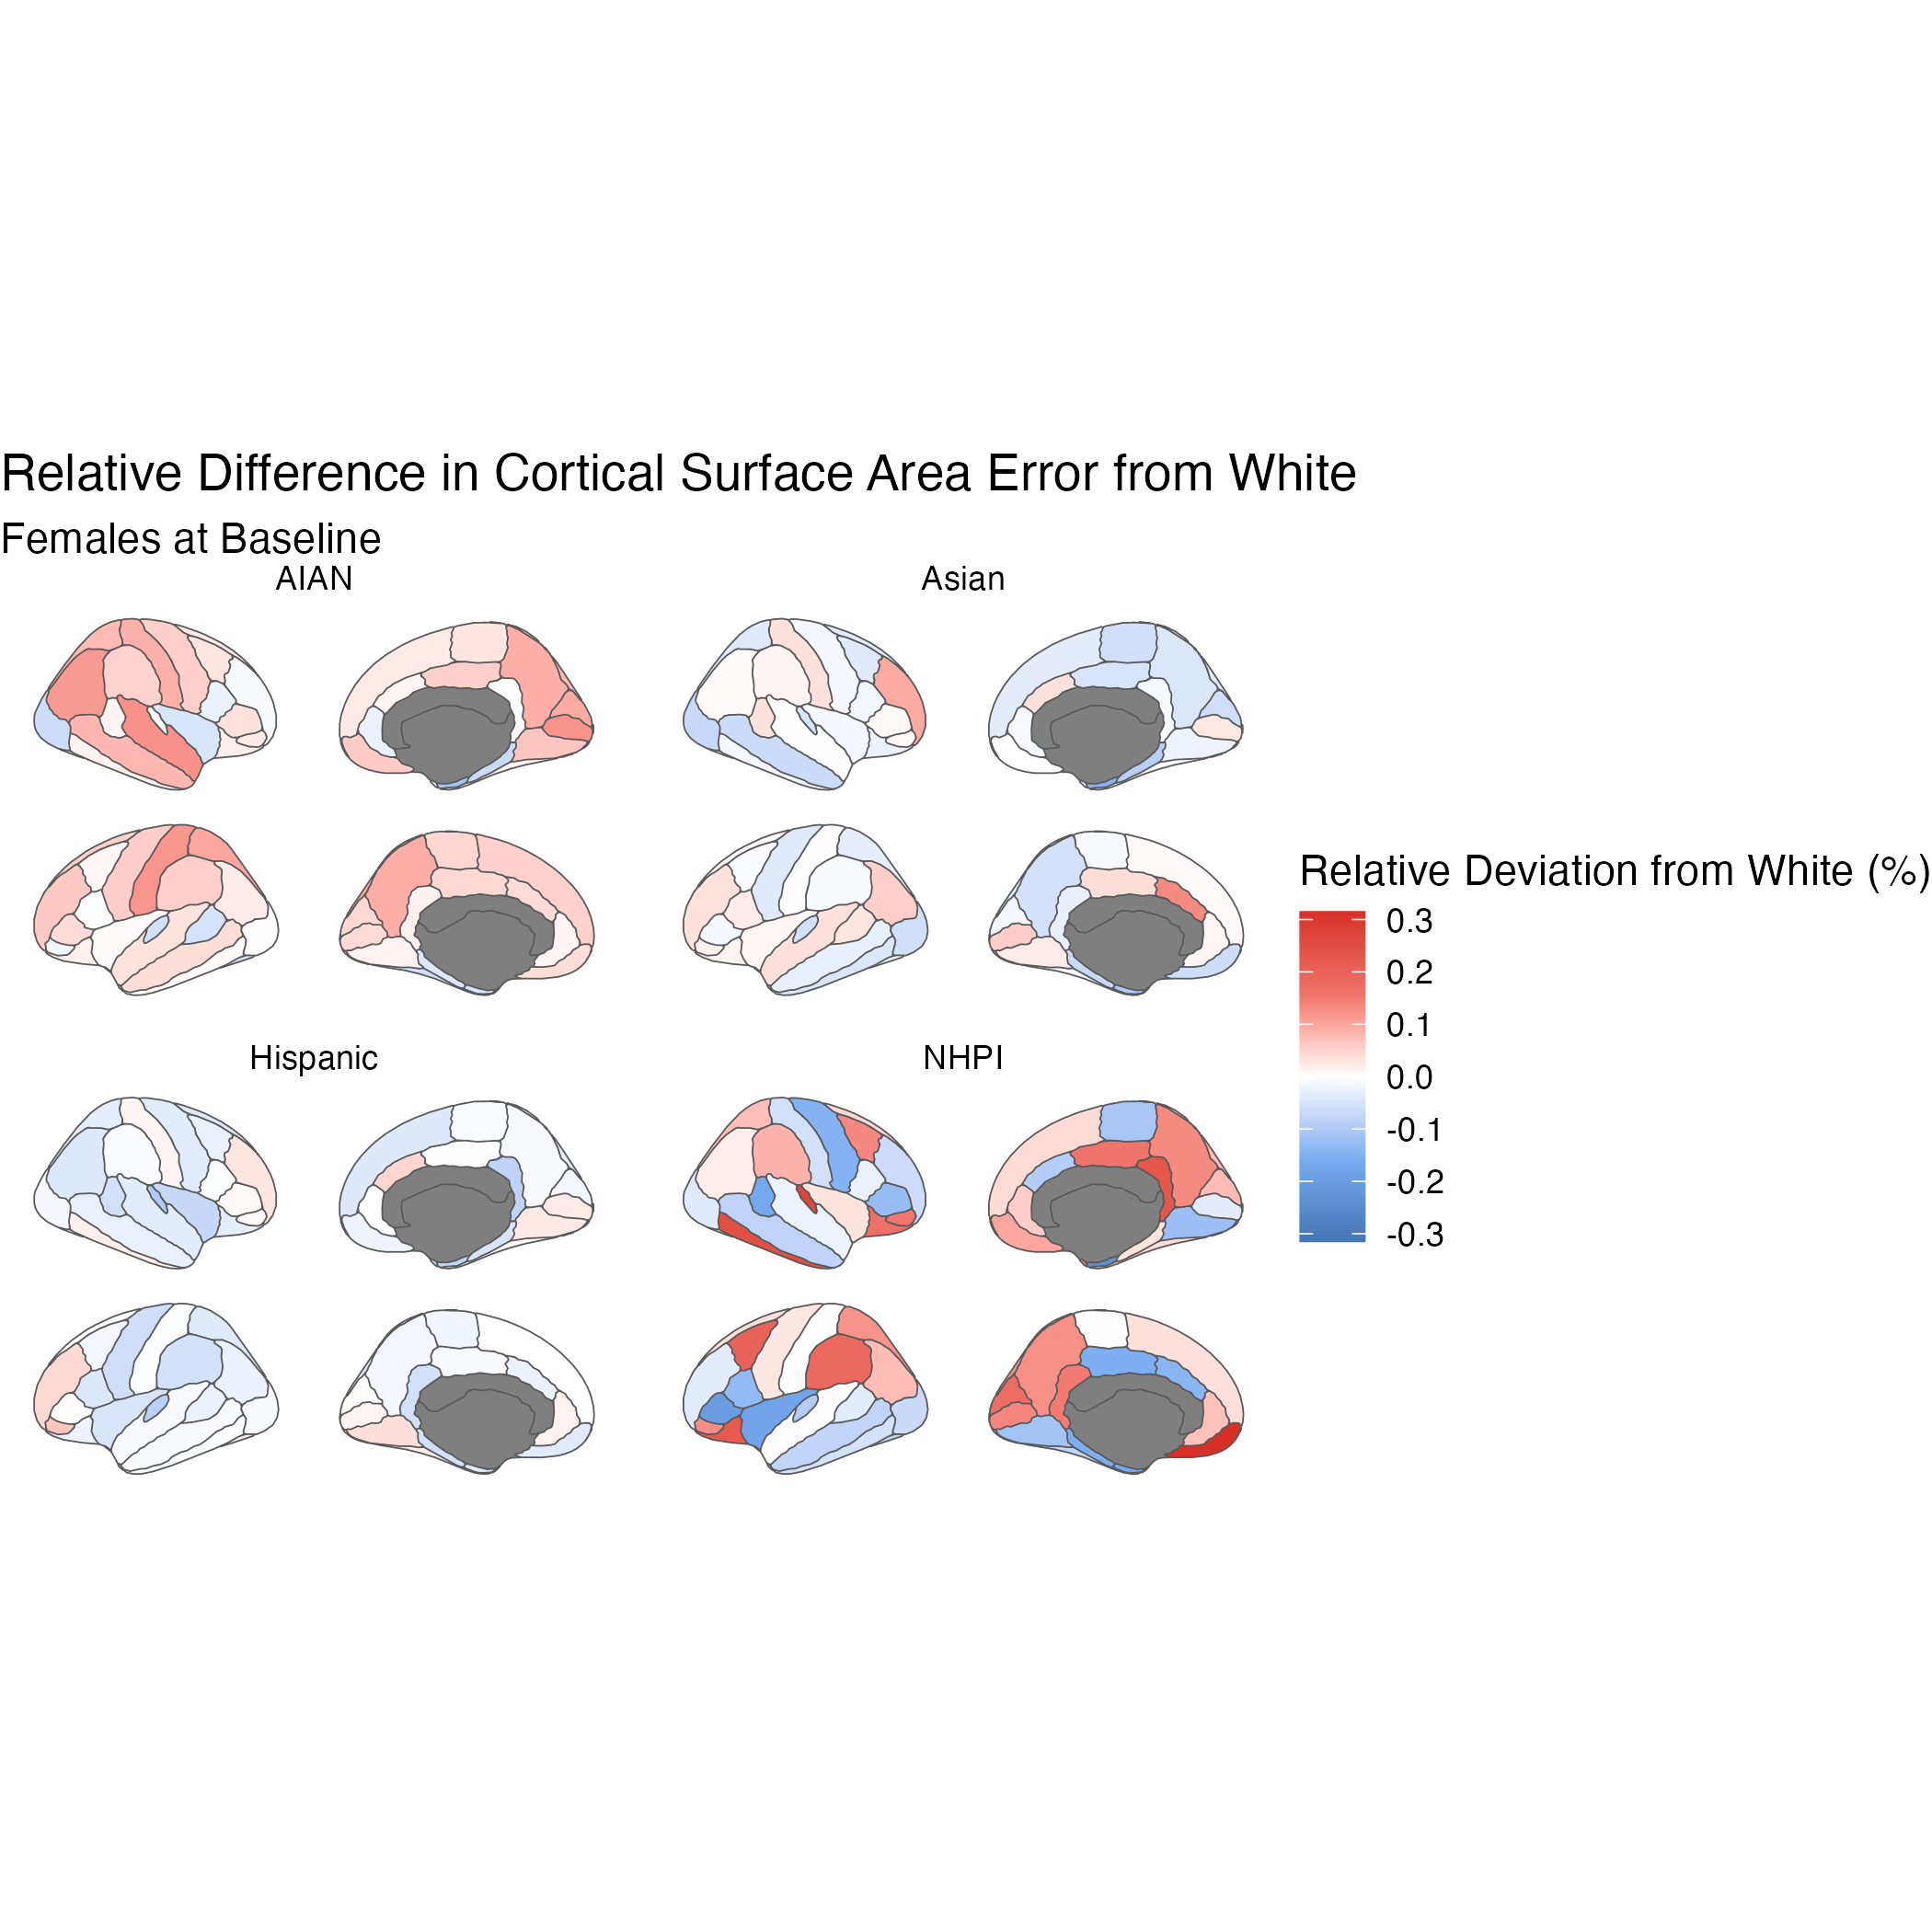 Relative Difference in Cortical Surface Area Error from White
Females at Baseline
AIAN
Asian
Hispanic
NHPI
Relative Deviation from White (%)
0.3
0.2
0.1
0.0
-0.1
-0.2
-0.3